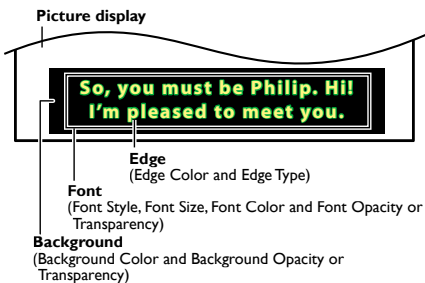 Picture display
So, you must be Philip. Hi!
I'm pleased to meet you.
Edge
(Edge Color and Edge Type)
Font
(Font Style, Font Size, Font Color and Font Opacity or
Transparency)
Background
(Background Color and Background Opacity or
Transparency)